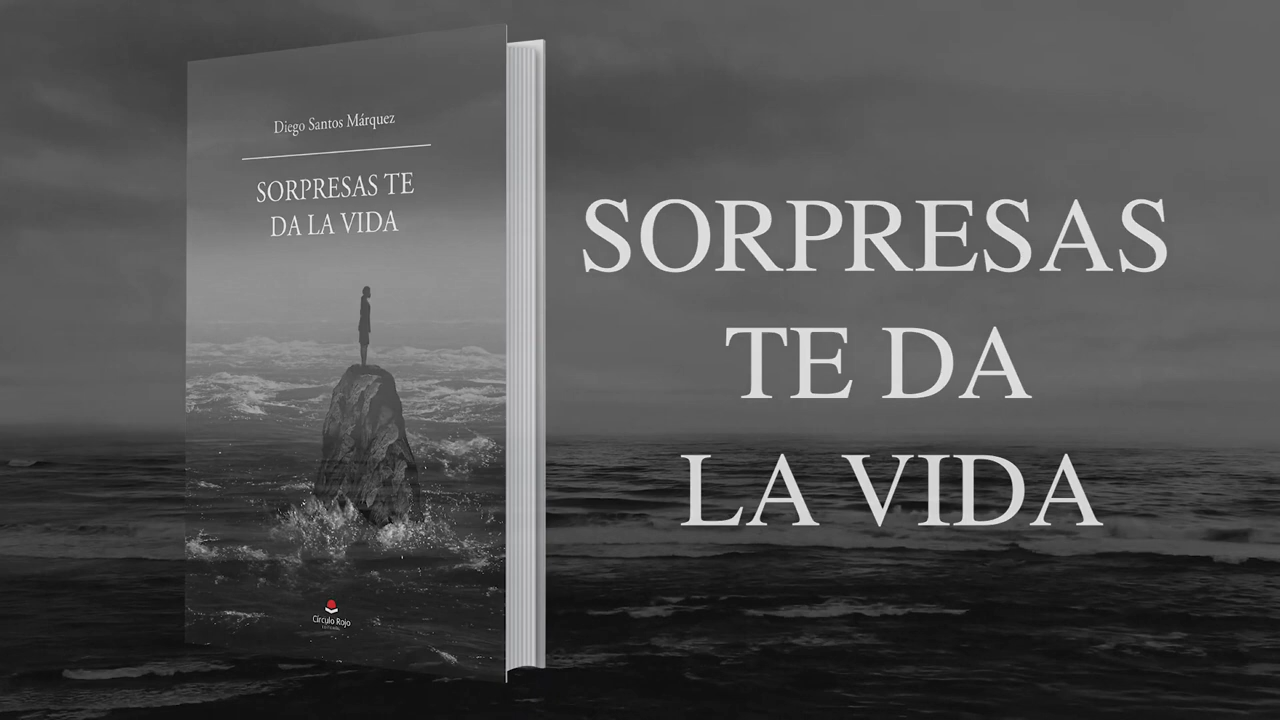 Diego Santos Márquez
SORPRESAS TE
DA LA VIDA
Círculo Rojo
SORPRESAS
TE DA
LA VIDA